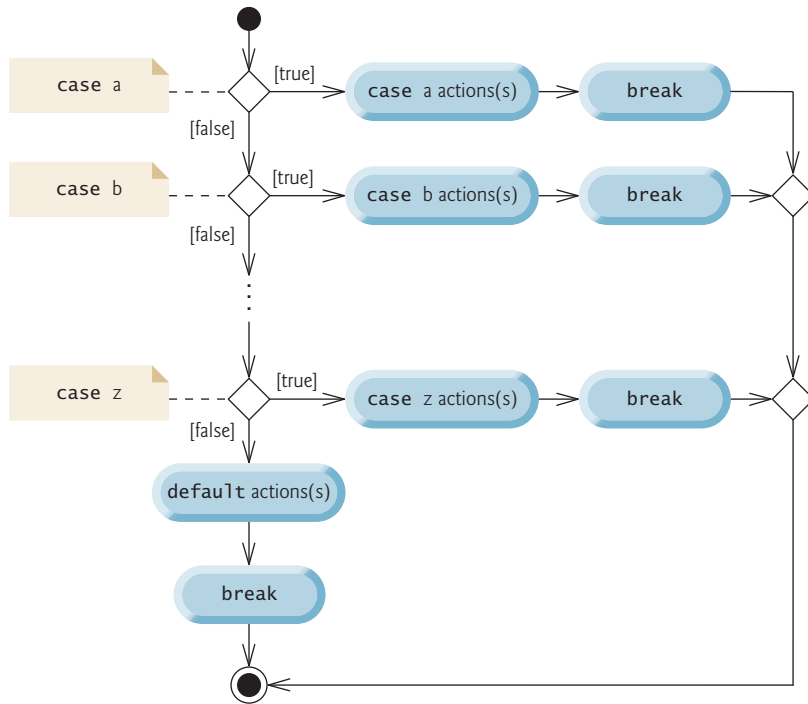 case a
[true]
case a actions(s)
break
[false]
case b
[true]
case b actions(s)
break
[false]
case z
[true]
case z actions(s)
break
[false]
default actions(s)
break